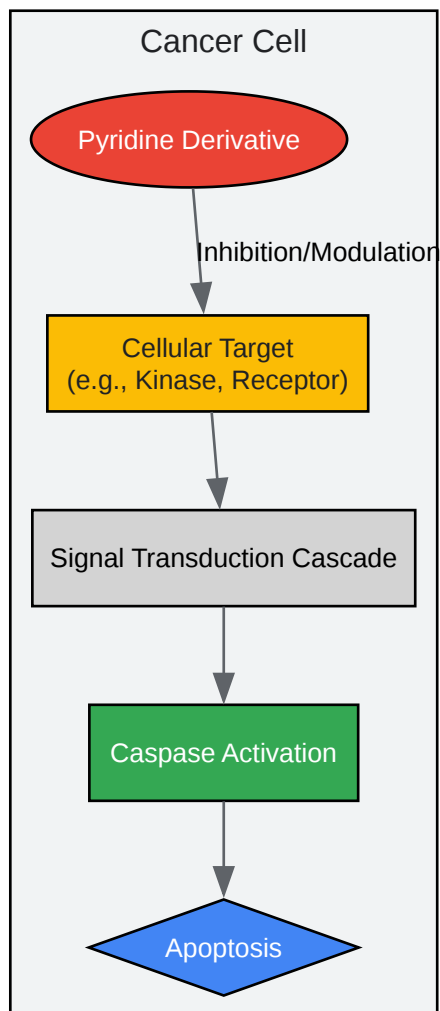 Cancer Cell
Pyridine Derivative
Inhibition/Modulation
Cellular Target
(e.g., Kinase, Receptor)
Signal Transduction Cascade
Caspase Activation
Apoptosis